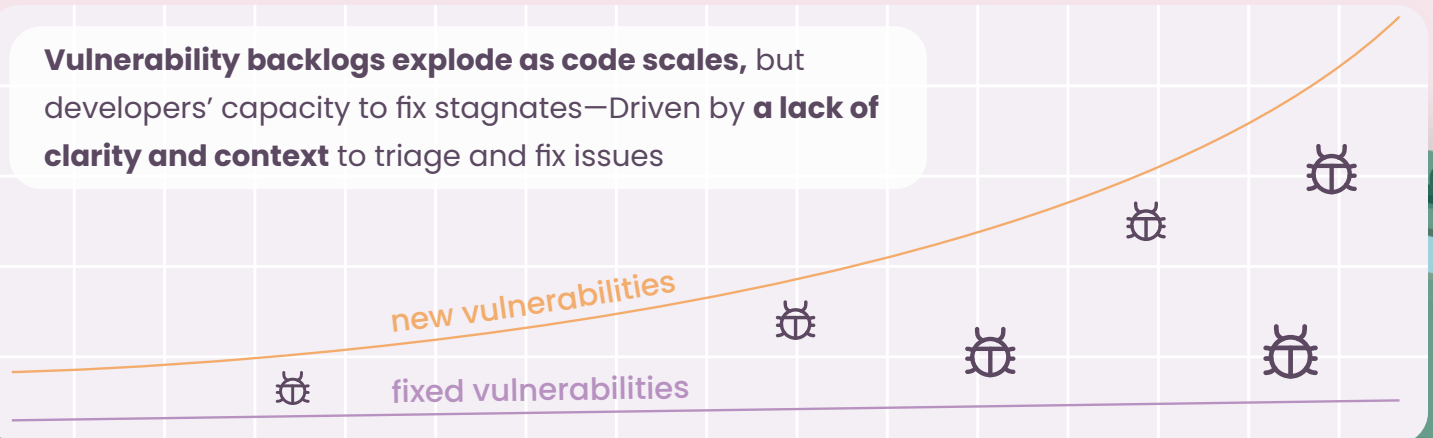 Vulnerability backlogs explode as code scales, but
developers’ capacity to fix stagnates—Driven by a lack of
clarity and context to triage and fix issues
new vulnerabilities
fixed vulnerabilities